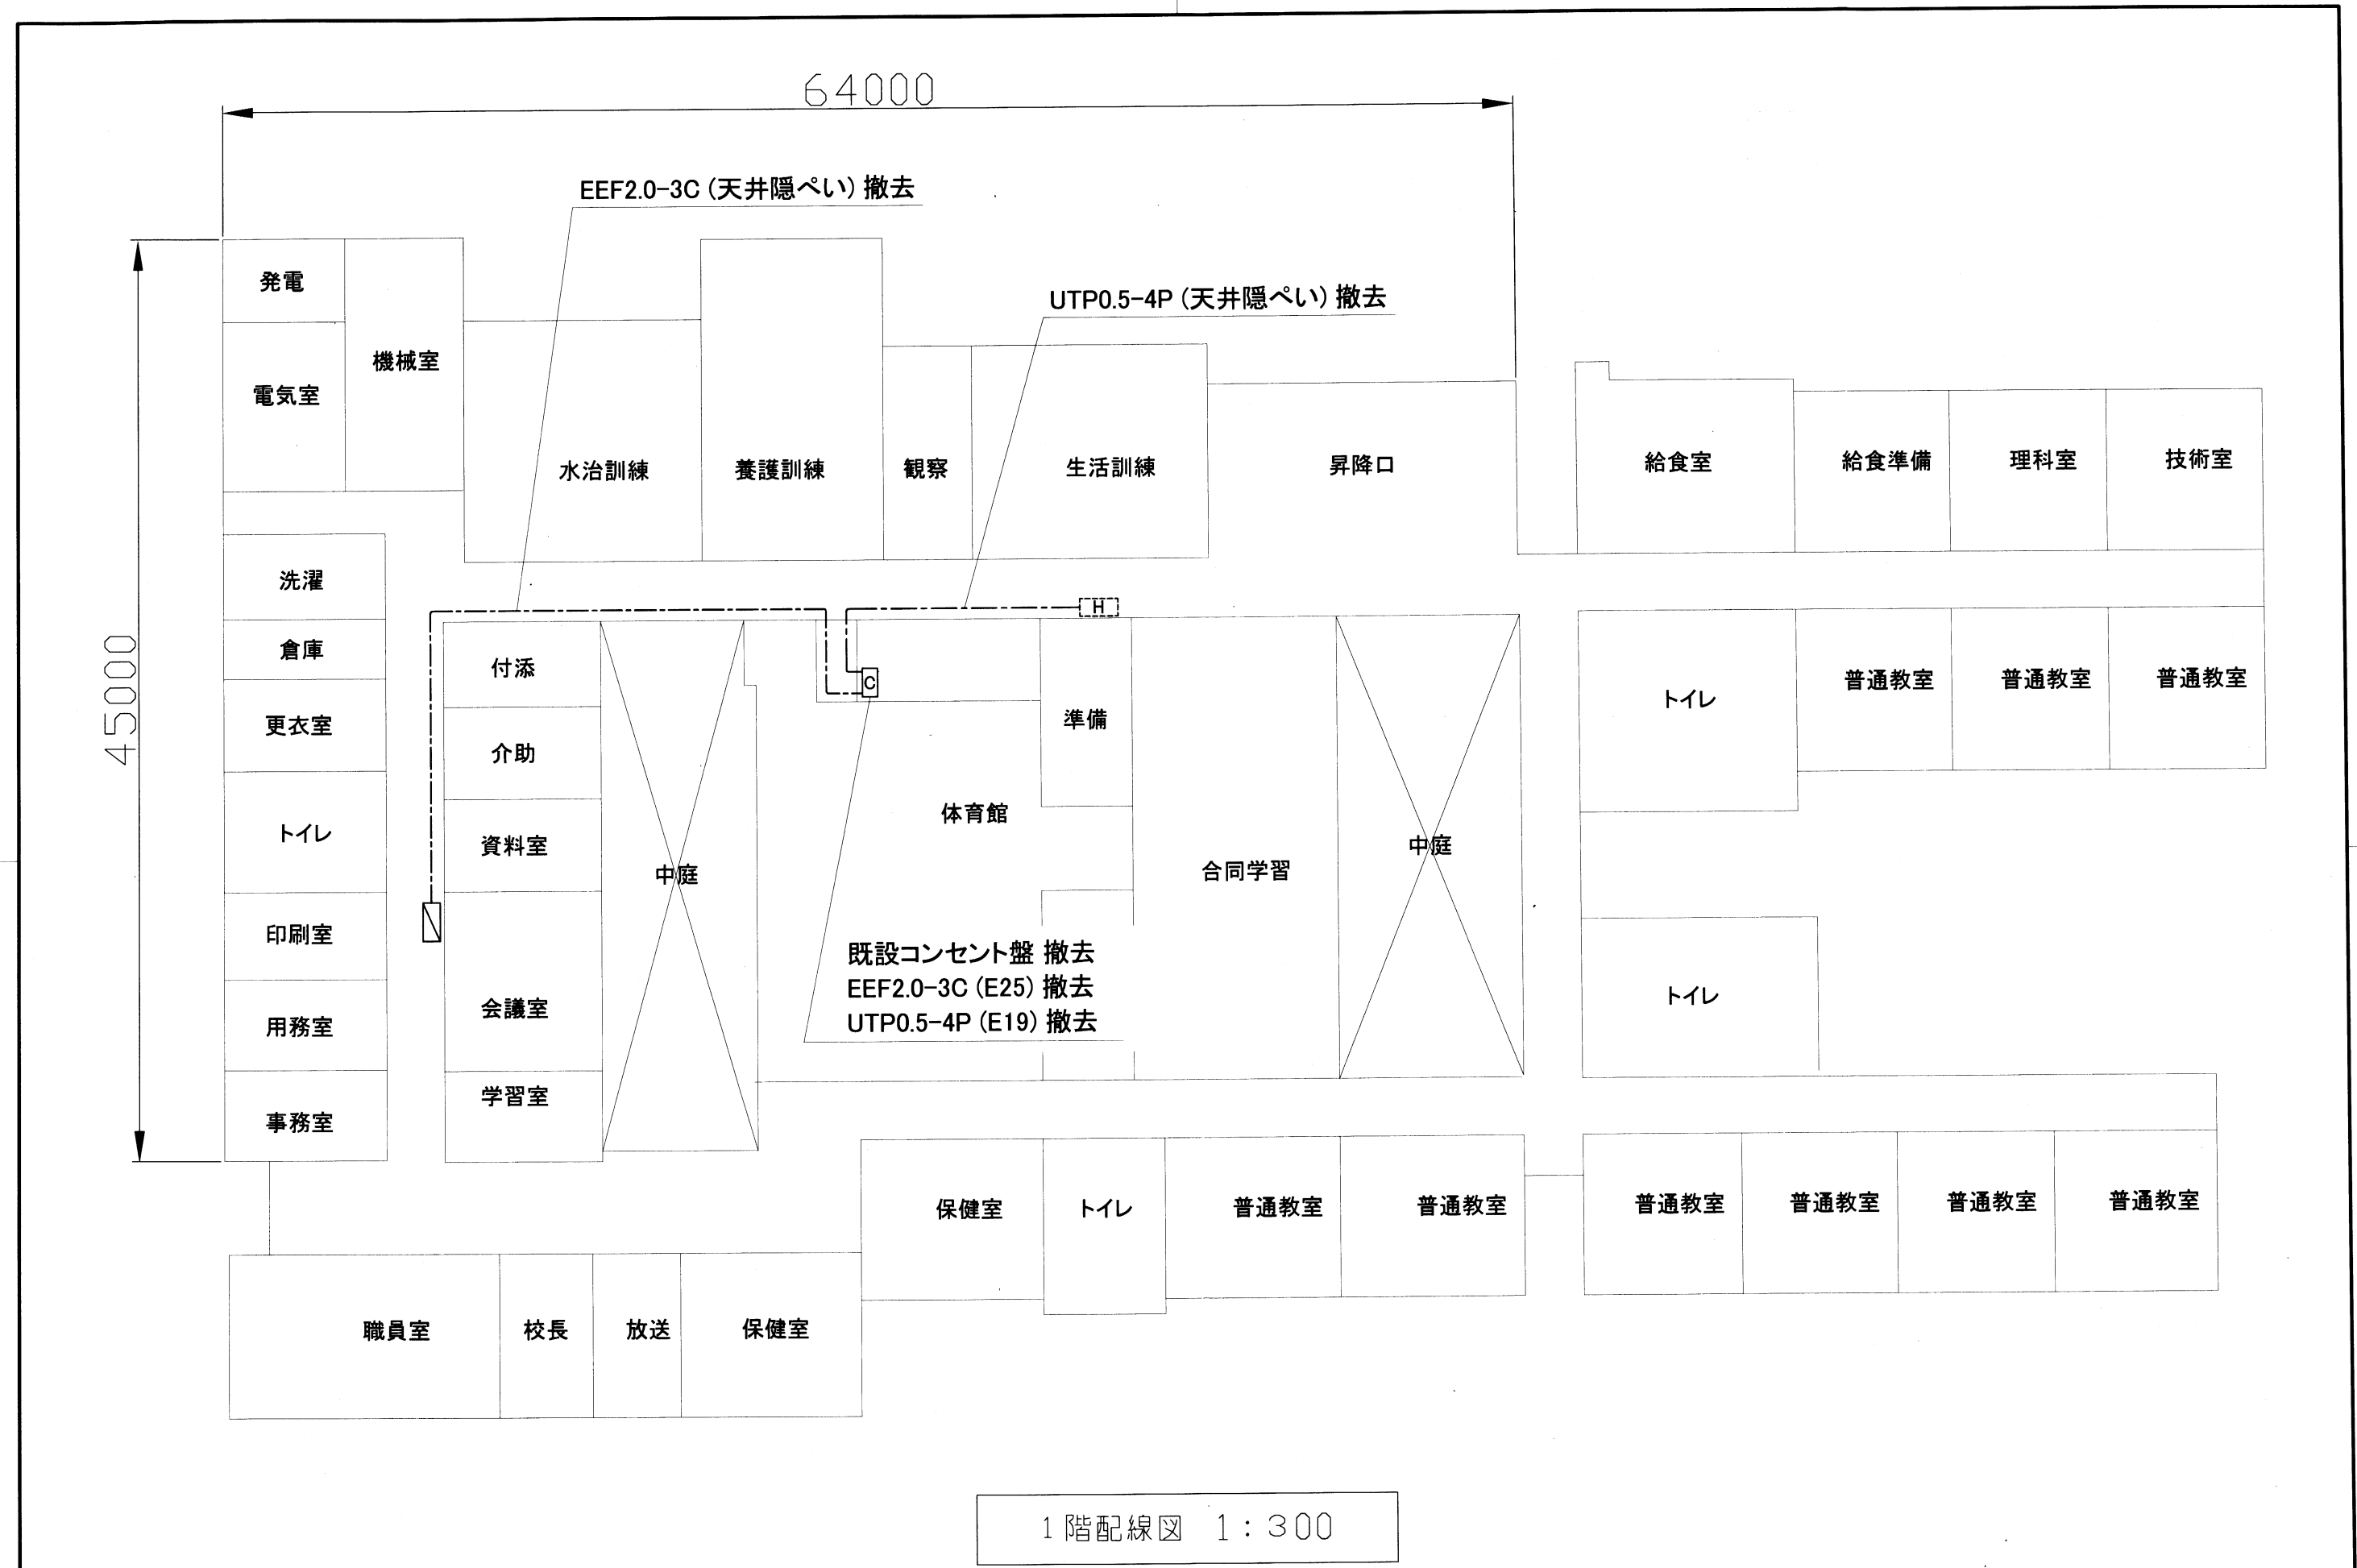 64000
EEF2.0-3C (天井隠ぺい) 撤去
UTP0.5-4P (天井隠ぺい) 撤去
45000
発電
機械室
電気室
水治訓練
養護訓練
観察
生活訓練
昇降口
給食室
給食準備
理科室
技術室
洗濯
倉庫
更衣室
トイレ
印刷室
用務室
事務室
付添
介助
資料室
会議室
学習室
中庭
H
C
準備
体育館
合同学習
中庭
既設コンセント盤 撤去
EEF2.0-3C (E25) 撤去
UTP0.5-4P (E19) 撤去
トイレ
普通教室
普通教室
普通教室
トイレ
保健室
トイレ
普通教室
普通教室
普通教室
普通教室
普通教室
普通教室
職員室
校長
放送
保健室
1階配線図 1:300